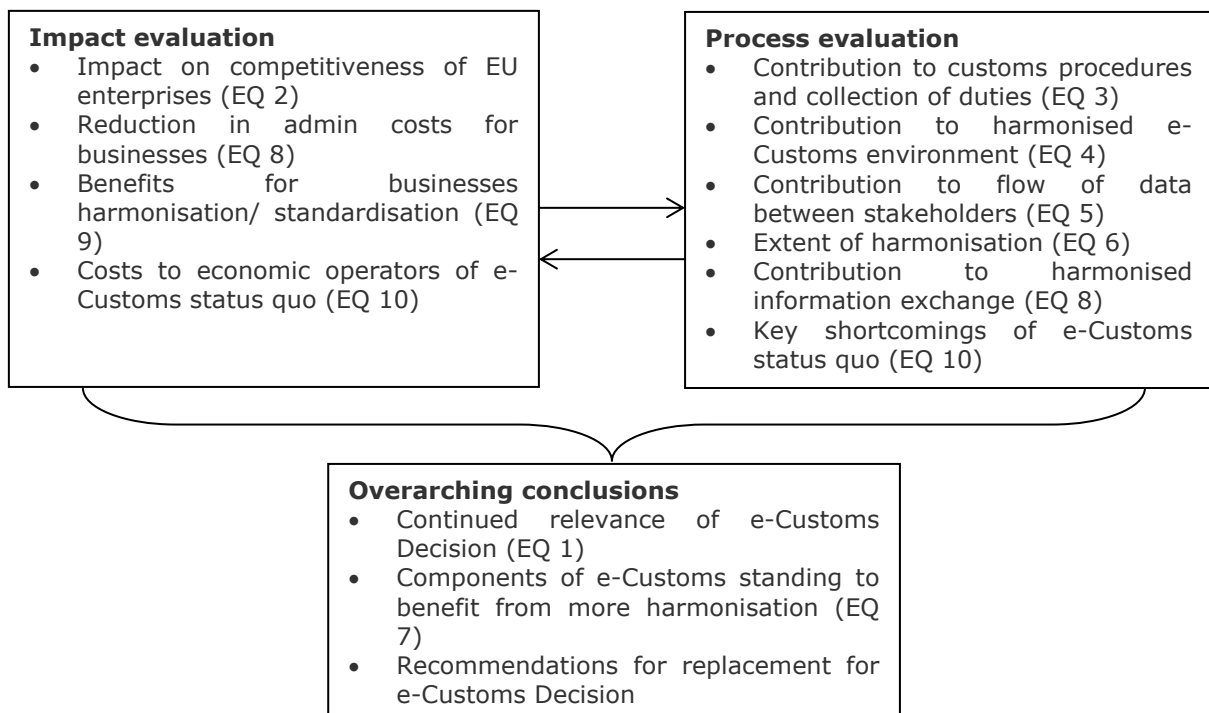 Impact evaluation
• Impact on competitiveness of EU
enterprises (EQ 2)
• Reduction in admin costs for
businesses (EQ 8)
• Benefits for businesses
harmonisation/ standardisation (EQ
9)
• Costs to economic operators of e-
Customs status quo (EQ 10)
Process evaluation
• Contribution to customs procedures
and collection of duties (EQ 3)
• Contribution to harmonised e-
Customs environment (EQ 4)
• Contribution to flow of data
between stakeholders (EQ 5)
• Extent of harmonisation (EQ 6)
• Contribution to harmonised
information exchange (EQ 8)
• Key shortcomings of e-Customs
status quo (EQ 10)
Overarching conclusions
• Continued relevance of e-Customs
Decision (EQ 1)
• Components of e-Customs standing to
benefit from more harmonisation (EQ
7)
• Recommendations for replacement for
e-Customs Decision